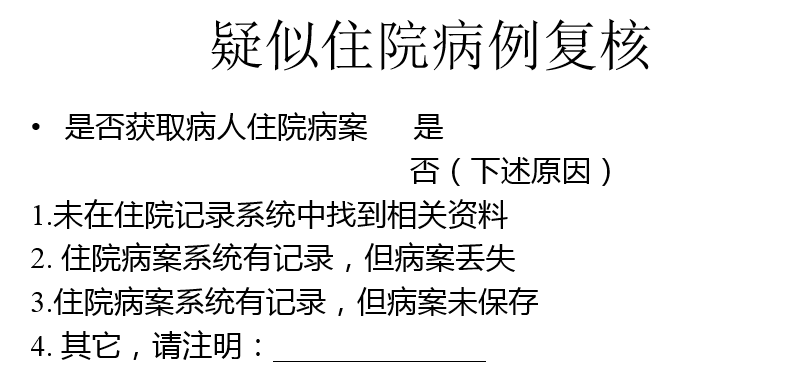 疑似住院病例复核
• 是否获取病人住院病案 是
否（下述原因）
1.未在住院记录系统中找到相关资料
2. 住院病案系统有记录，但病案丢失
3.住院病案系统有记录，但病案未保存
4. 其它，请注明：_______________